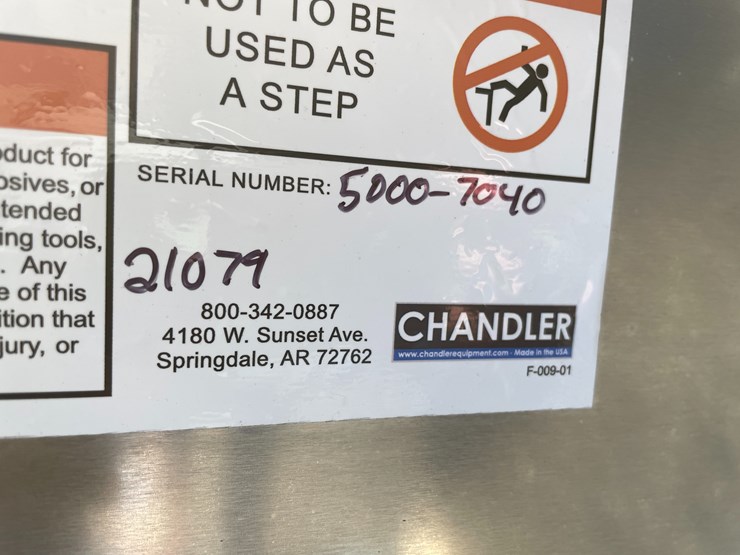 NOT TO BE
USED AS
A STEP
duct for
osives, or
tended
ing tools,
. Any
e of this
ition that
jury, or
SERIAL NUMBER: 5000-7040
21079
800-342-0887
4180 W. Sunset Ave.
Springdale, AR 72762
CHANDLER
www.chandlerequipment.com - Made in the USA
F-009-01